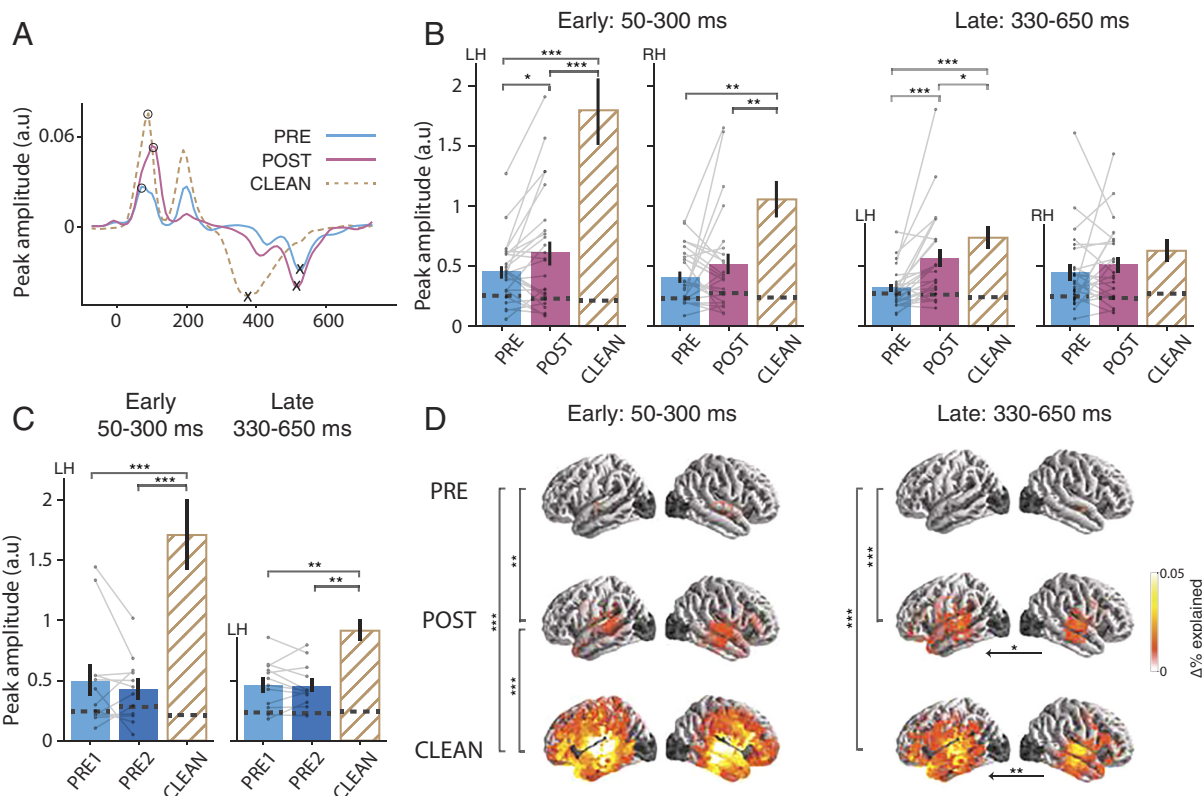 A
Peak amplitude (a.u)
0.06
0
PRE
POST
CLEAN
0
200
400
600
B
Early: 50-300 ms
Late: 330-650 ms
LH
RH
Peak amplitude (a.u)
2
1.5
1
0.5
0
***
*
***
**
**
***
***
*
LH
RH
PRE
POST
CLEAN
PRE
POST
CLEAN
PRE
POST
CLEAN
PRE
POST
CLEAN
C
Early
50-300 ms
Late
330-650 ms
LH
Peak amplitude (a.u)
2
1.5
1
0.5
0
***
***
LH
**
**
PRE1
PRE2
CLEAN
PRE1
PRE2
CLEAN
D
Early: 50-300 ms
Late: 330-650 ms
PRE
POST
CLEAN
***
**
***
***
***
*
**
0.05
0
Δ% explained